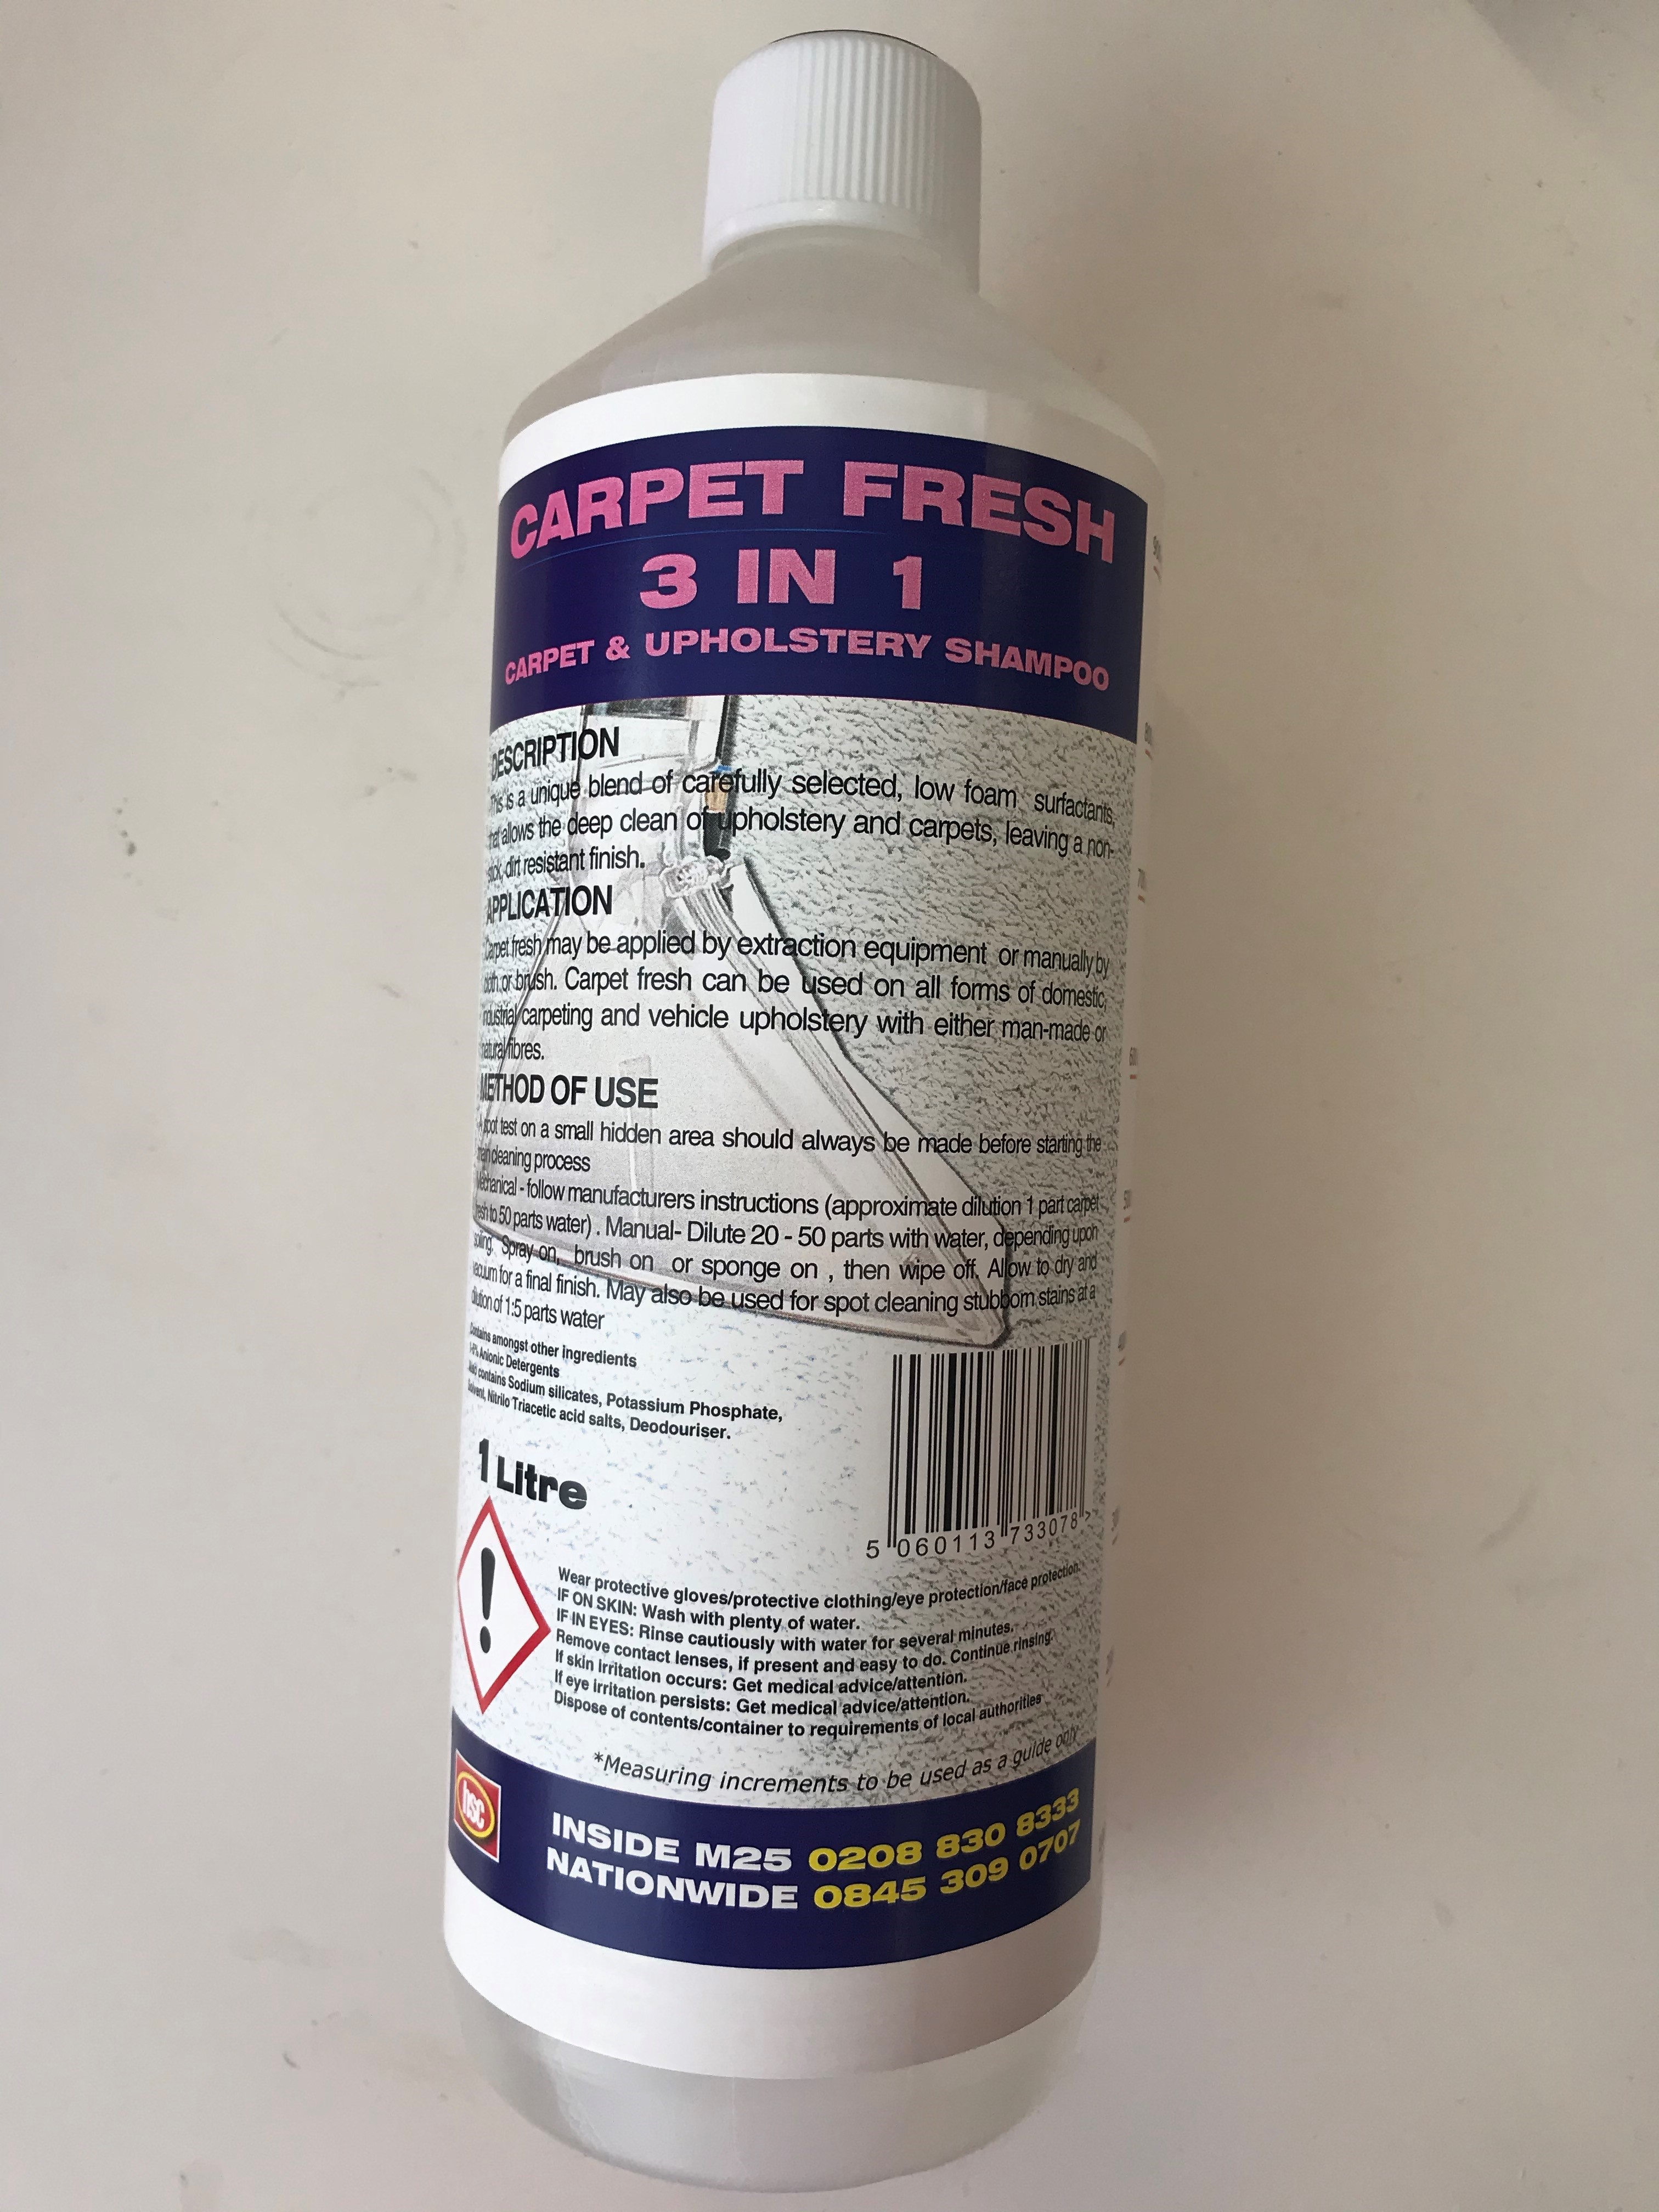 CARPET FRESH
3 IN 1
CARPET & UPHOLSTERY SHAMPOO
DESCRIPTION
This is a unique blend of carefully selected, low foam surfactants,
that allows the deep clean of upholstery and carpets, leaving a non-
stick, dirt resistant finish.
APPLICATION
Carpet fresh may be applied by extraction equipment or manually by
cloth or brush. Carpet fresh can be used on all forms of domestic,
industrial carpeting and vehicle upholstery with either man-made or
natural fibres.
METHOD OF USE
A spot test on a small hidden area should always be made before starting the
main cleaning process
Mechanical - follow manufacturers instructions (approximate dilution 1 part carpet
fresh to 50 parts water) . Manual- Dilute 20 - 50 parts with water, depending upon
soiling. Spray on, brush on or sponge on , then wipe off. Allow to dry and
vacuum for a final finish. May also be used for spot cleaning stubborn stains at a
dilution of 1:5 parts water
Contains amongst other ingredients
Anionic Detergents
contains Sodium silicates, Potassium Phosphate,
Solvent, Nitrilo Triacetic acid salts, Deodouriser.
1 Litre
5 060113 733078 >
Wear protective gloves/protective clothing/eye protection/face protection.
IF ON SKIN: Wash with plenty of water.
IF IN EYES: Rinse cautiously with water for several minutes.
Remove contact lenses, if present and easy to do. Continue rinsing.
If skin irritation occurs: Get medical advice/attention.
If eye irritation persists: Get medical advice/attention.
Dispose of contents/container to requirements of local authorities
*Measuring increments to be used as a guide only
hsc
INSIDE M25 0208 830 8333
NATIONWIDE 0845 309 0707